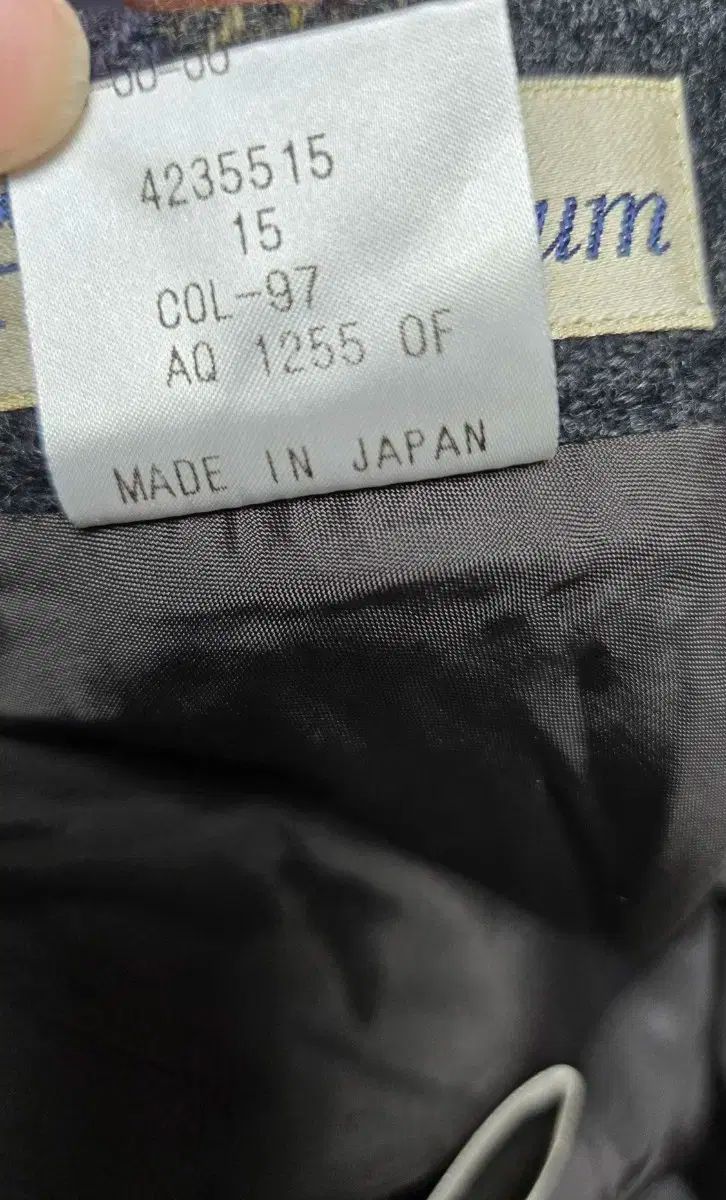 4235515
15
COL-97
AQ 1255 OF
MADE IN JAPAN
um